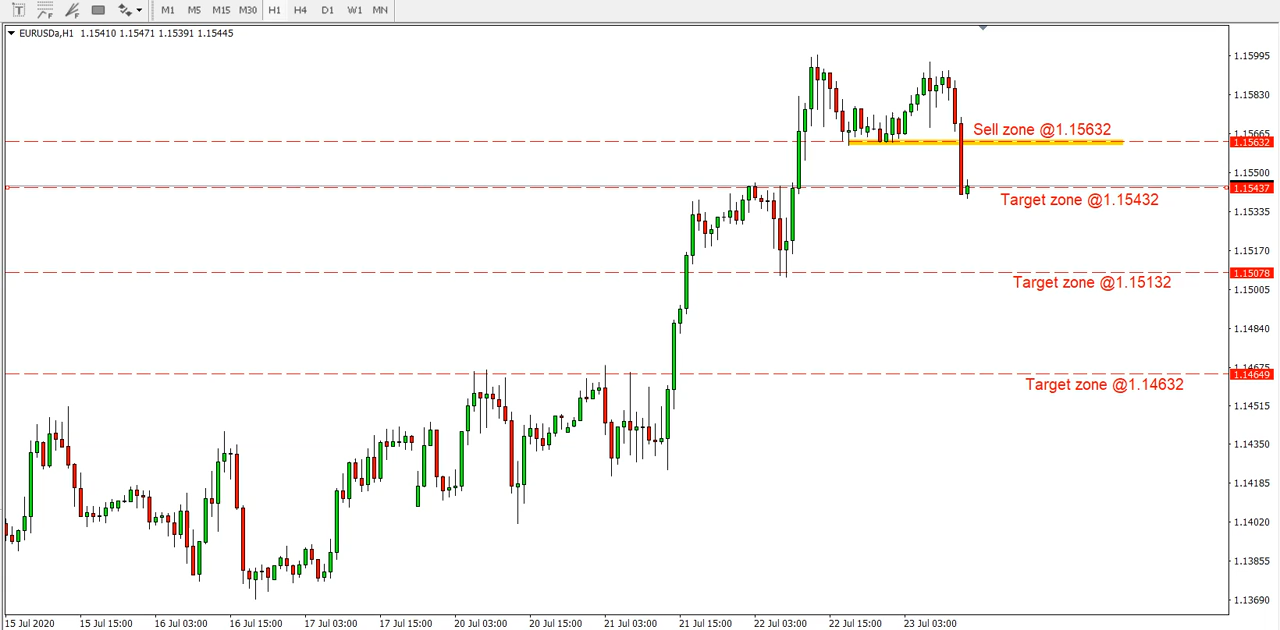 T F F M1 M5 M15 M30 H1 H4 D1 W1 MN
EURUSDa,H1 1.15410 1.15471 1.15391 1.15445
1.15995
1.15830
Sell zone @1.15632
1.15665
1.15632
1.15500
1.15437
Target zone @1.15432
1.15335
1.15170
1.15078
Target zone @1.15132
1.15005
1.14840
1.14675
1.14649
Target zone @1.14632
1.14515
1.14350
1.14185
1.14020
1.13855
1.13690
15 Jul 2020 15 Jul 15:00 16 Jul 03:00 16 Jul 15:00 17 Jul 03:00 17 Jul 15:00 20 Jul 03:00 20 Jul 15:00 21 Jul 03:00 21 Jul 15:00 22 Jul 03:00 22 Jul 15:00 23 Jul 03:00